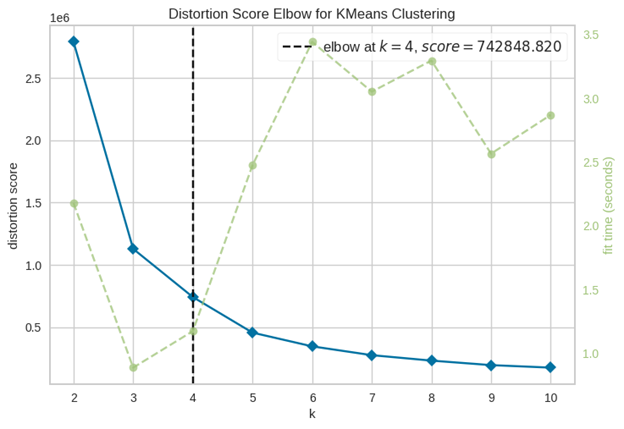 Distortion Score Elbow for KMeans Clustering
1e6
elbow at k = 4, score = 742848.820
2.5
2.0
1.5
1.0
0.5
distortion score
3.5
3.0
2.5
2.0
1.5
1.0
fit time (seconds)
2 3 4 5 6 7 8 9 10
k